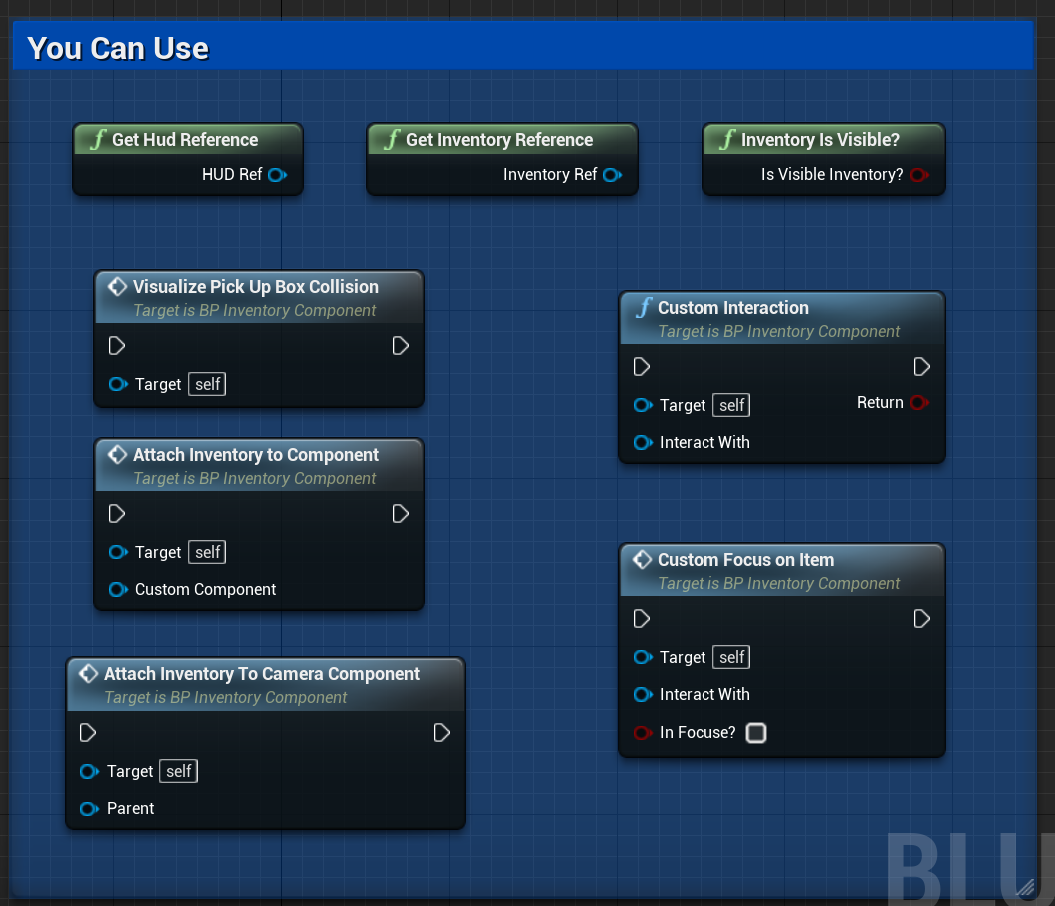 You Can Use
Get Hud Reference
HUD Ref
Get Inventory Reference
Inventory Ref
Inventory Is Visible?
Is Visible Inventory?
Visualize Pick Up Box Collision
Target is BP Inventory Component
Target self
Attach Inventory to Component
Target is BP Inventory Component
Target self
Custom Component
Attach Inventory To Camera Component
Target is BP Inventory Component
Target self
Parent
Custom Interaction
Target is BP Inventory Component
Target self
Return
Interact With
Custom Focus on Item
Target is BP Inventory Component
Target self
Interact With
In Focuse?
BLU